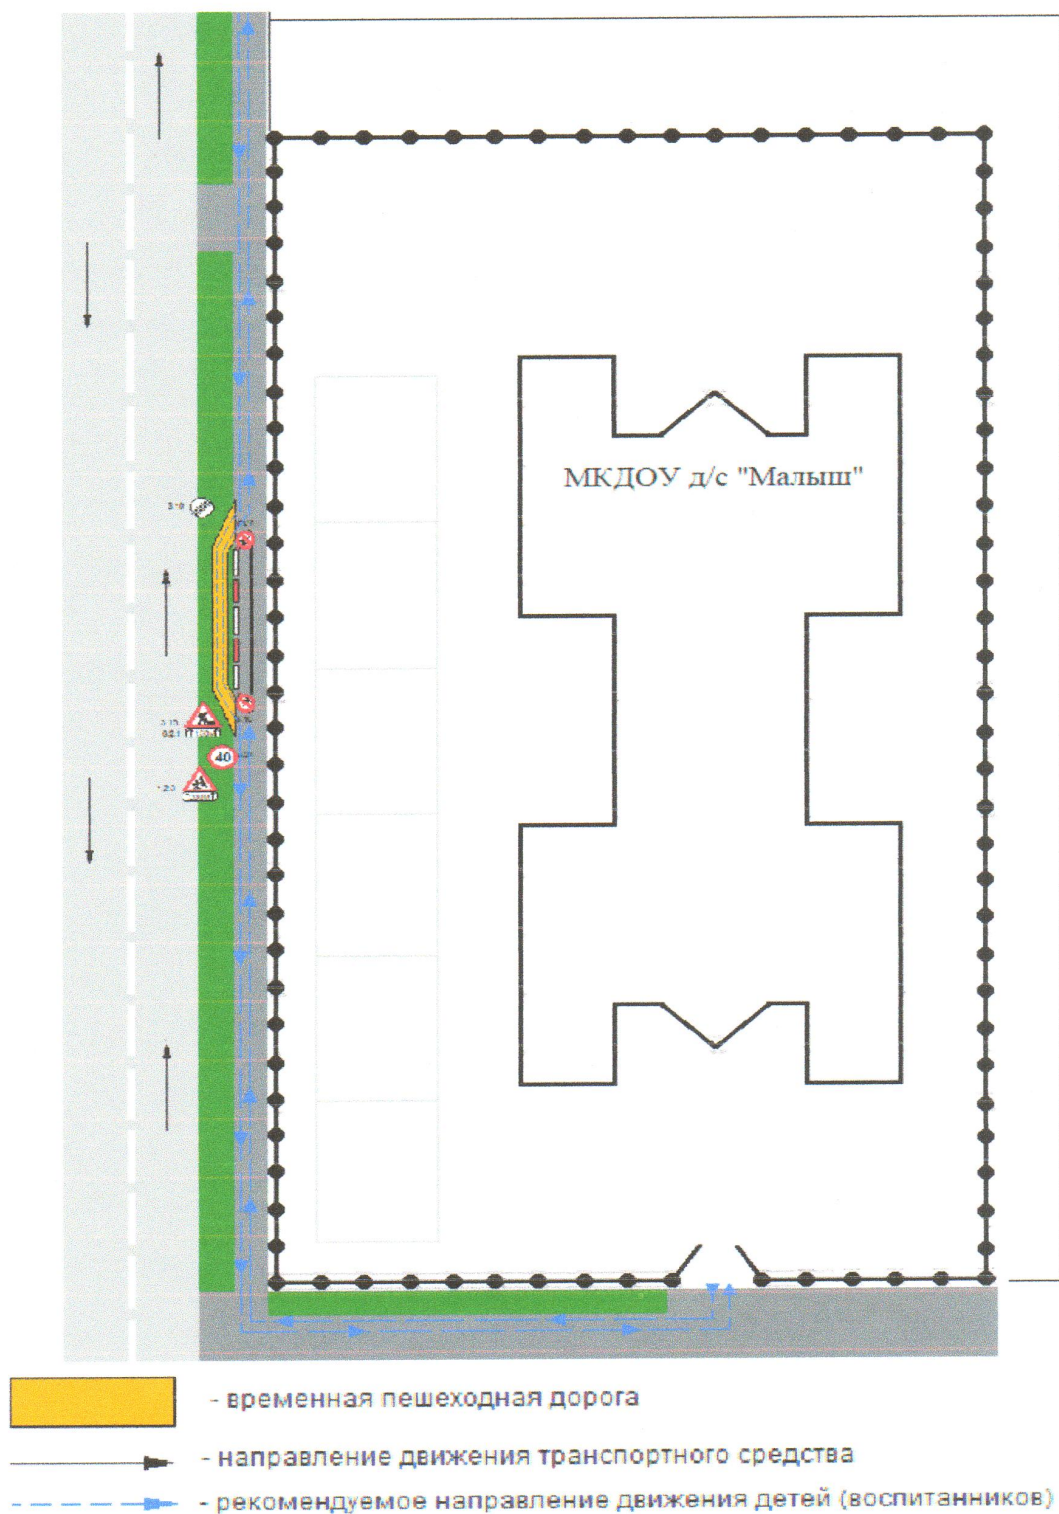 МКДОУ д/с "Малыш"
40
- временная пешеходная дорога
- направление движения транспортного средства
- рекомендуемое направление движения детей (воспитанников)